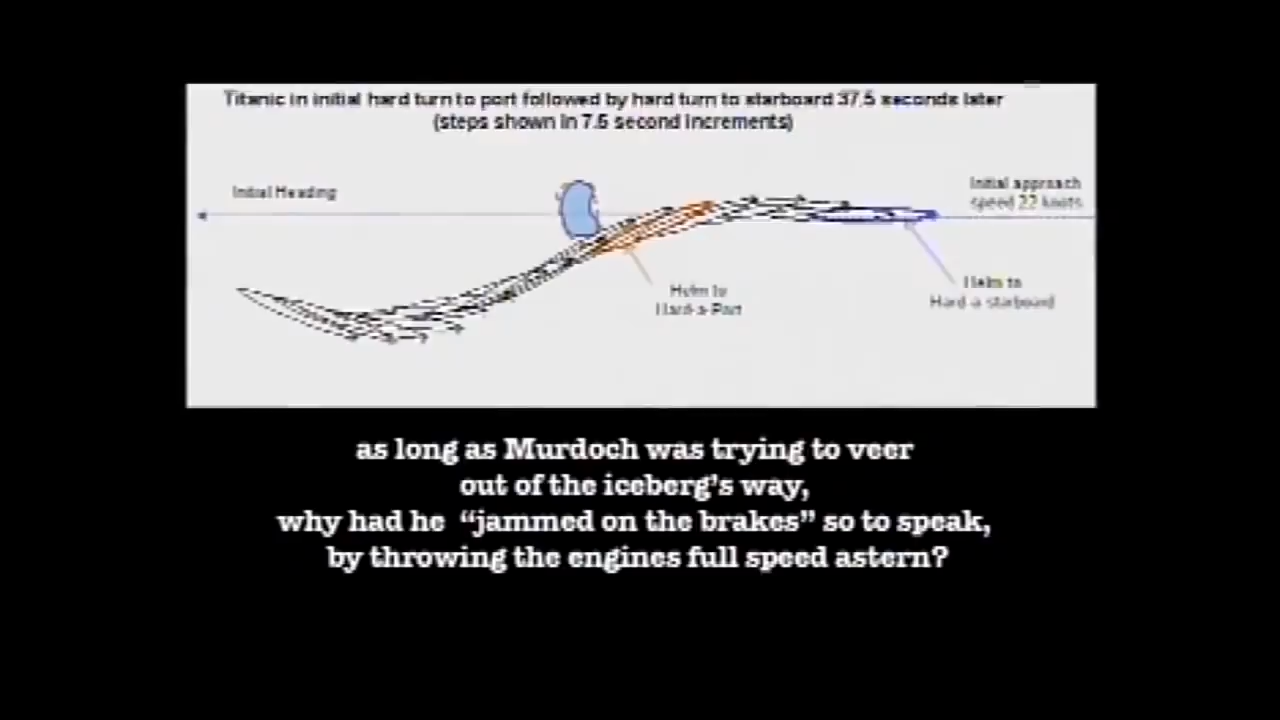 Titanic in initial hard turn to port followed by hard turn to starboard 37.5 seconds later
(steps shown in 7.5 second increments)
Initial Heading
Initial approach
speed 22 knots
Helm to
Hard-a-Port
Helm to
Hard-a-starboard
as long as Murdoch was trying to veer
out of the iceberg's way,
why had he “jammed on the brakes” so to speak,
by throwing the engines full speed astern?